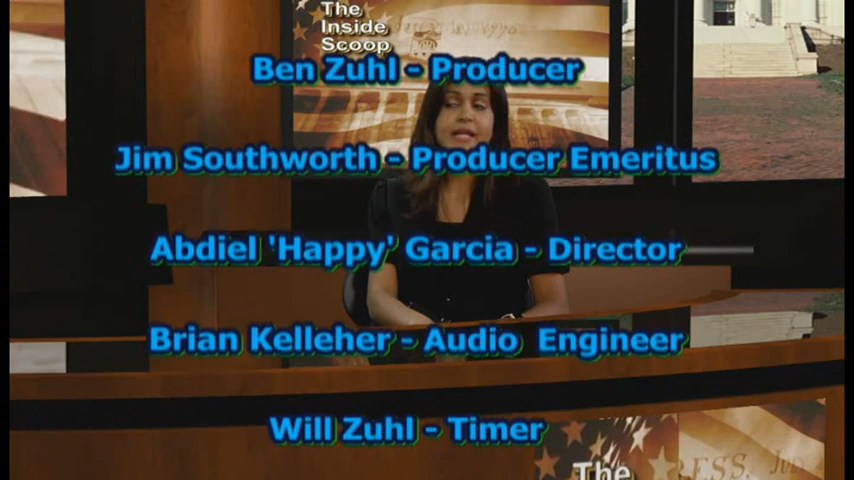 The
Inside
Scoop
Ben Zuhl - Producer
Jim Southworth - Producer Emeritus
Abdiel 'Happy' Garcia - Director
Brian Kelleher - Audio Engineer
Will Zuhl - Timer
The